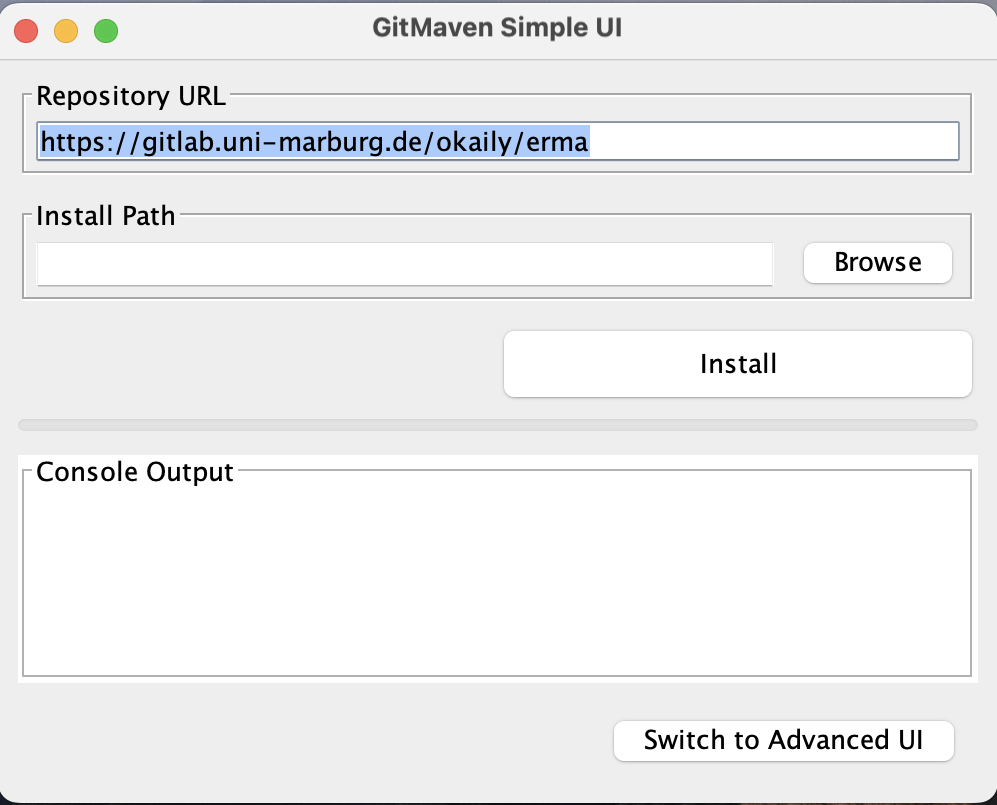 GitMaven Simple UI
Repository URL
https://gitlab.uni-marburg.de/okaily/erma
Install Path
Browse
Install
Console Output
Switch to Advanced UI